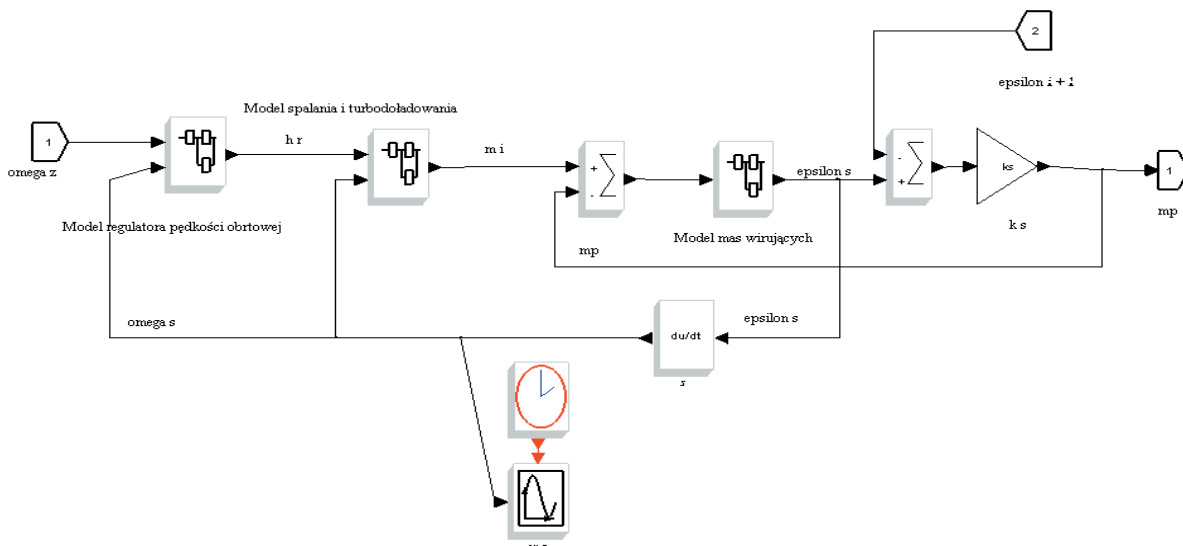 2
epsilon i + 1
Model spalania i turbodoładowania
1
h r
m i
omega z
+
-
epsilon s
-
+
ks
1
mp
Model regulatora pędkości obrtowej
Model mas wirujących
k s
mp
omega s
epsilon s
du/dt
s